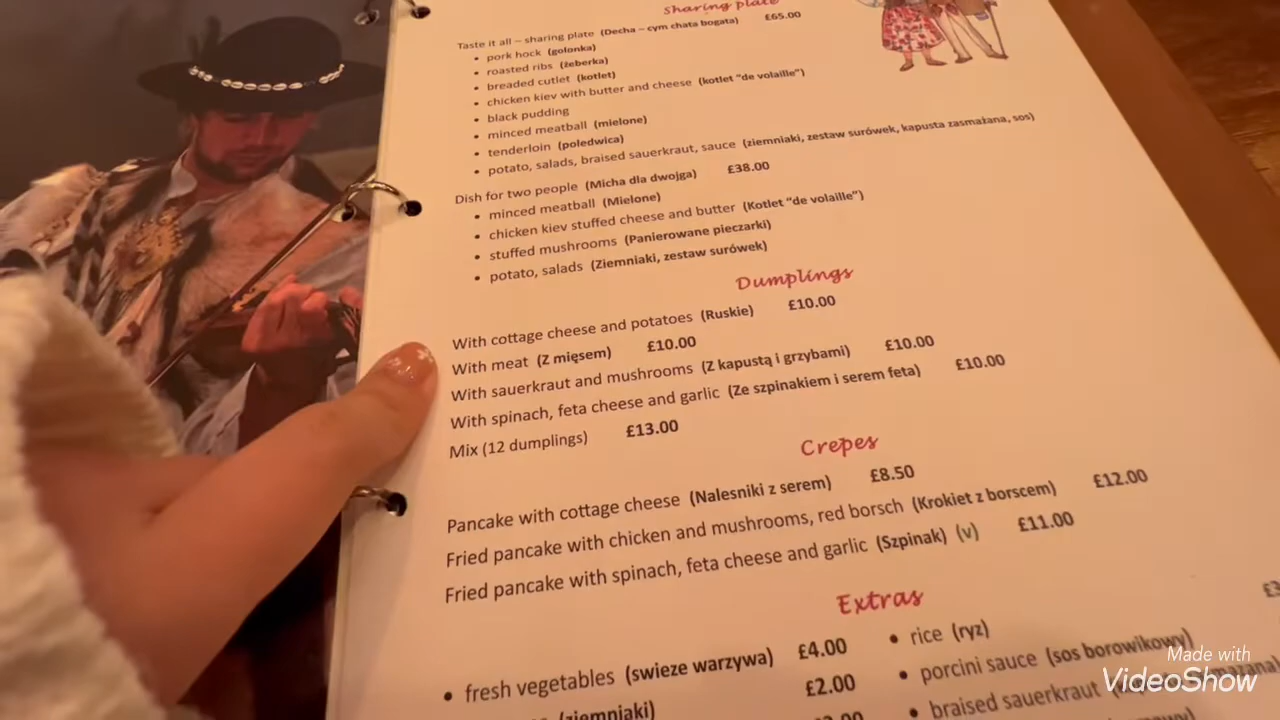 Sharing plate
Taste it all – sharing plate (Decha – cym chata bogata) £65.00
• pork hock (golonka)
• roasted ribs (żeberka)
• breaded cutlet (kotlet)
• chicken kiev with butter and cheese (kotlet "de volaille")
• black pudding
• minced meatball (mielone)
• tenderloin (poledwica)
• potato, salads, braised sauerkraut, sauce (ziemniaki, zestaw surówek, kapusta zasmażana, sos)
Dish for two people (Micha dla dwojga) £38.00
• minced meatball (Mielone)
• chicken kiev stuffed cheese and butter (Kotlet "de volaille")
• stuffed mushrooms (Panierowane pieczarki)
• potato, salads (Ziemniaki, zestaw surówek)
Dumplings
With cottage cheese and potatoes (Ruskie) £10.00
With meat (Z mięsem) £10.00
With sauerkraut and mushrooms (Z kapustą i grzybami) £10.00
With spinach, feta cheese and garlic (Ze szpinakiem i serem feta) £10.00
Mix (12 dumplings) £13.00
Crepes
Pancake with cottage cheese (Nalesniki z serem) £8.50
Fried pancake with chicken and mushrooms, red borsch (Krokiet z borscem) £12.00
Fried pancake with spinach, feta cheese and garlic (Szpinak) (v) £11.00
Extras
• fresh vegetables (swieze warzywa) £4.00
(ziemniaki) £2.00
• rice (ryz)
• porcini sauce (sos borowikowy)
• braised sauerkraut
Made with
VideoShow